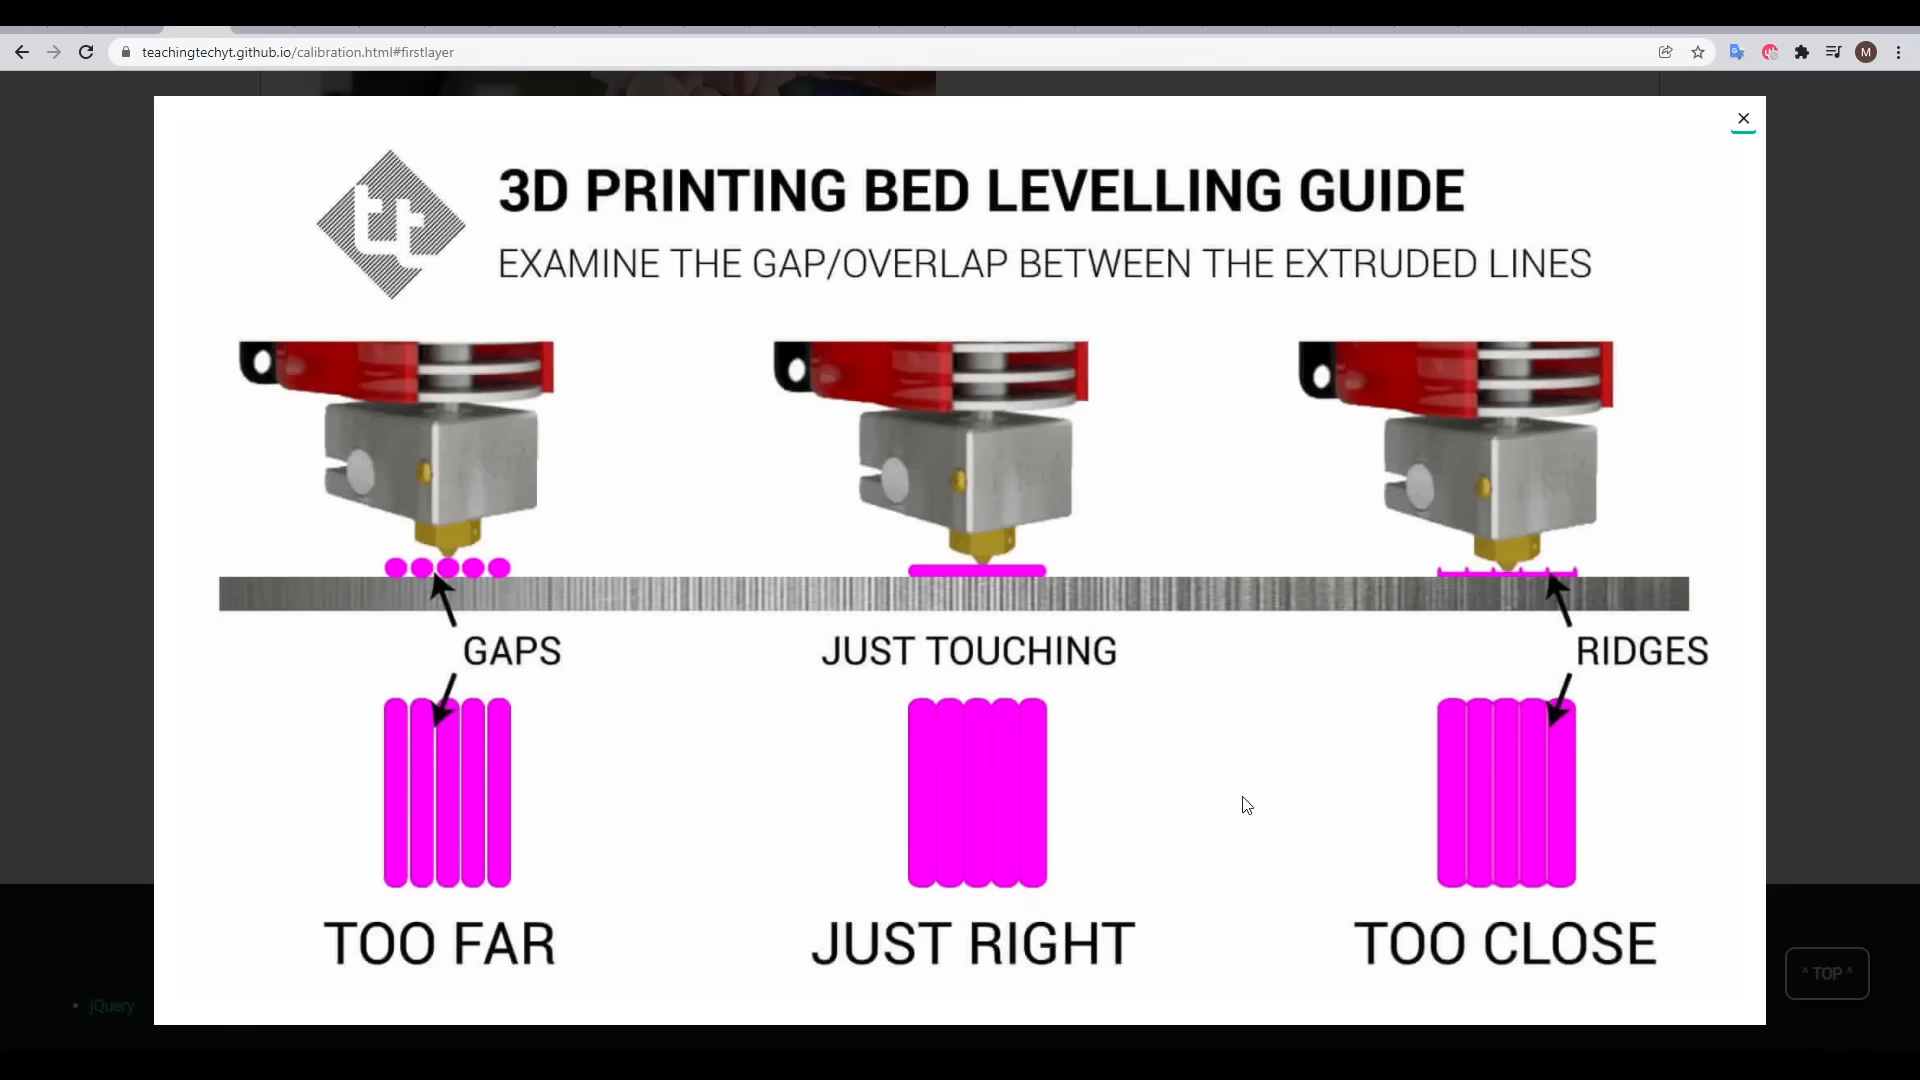 teachingtechyt.github.io/calibration.html#firstlayer
M
tt
3D PRINTING BED LEVELLING GUIDE
EXAMINE THE GAP/OVERLAP BETWEEN THE EXTRUDED LINES
GAPS
JUST TOUCHING
RIDGES
TOO FAR
JUST RIGHT
TOO CLOSE
^ TOP ^
jQuery